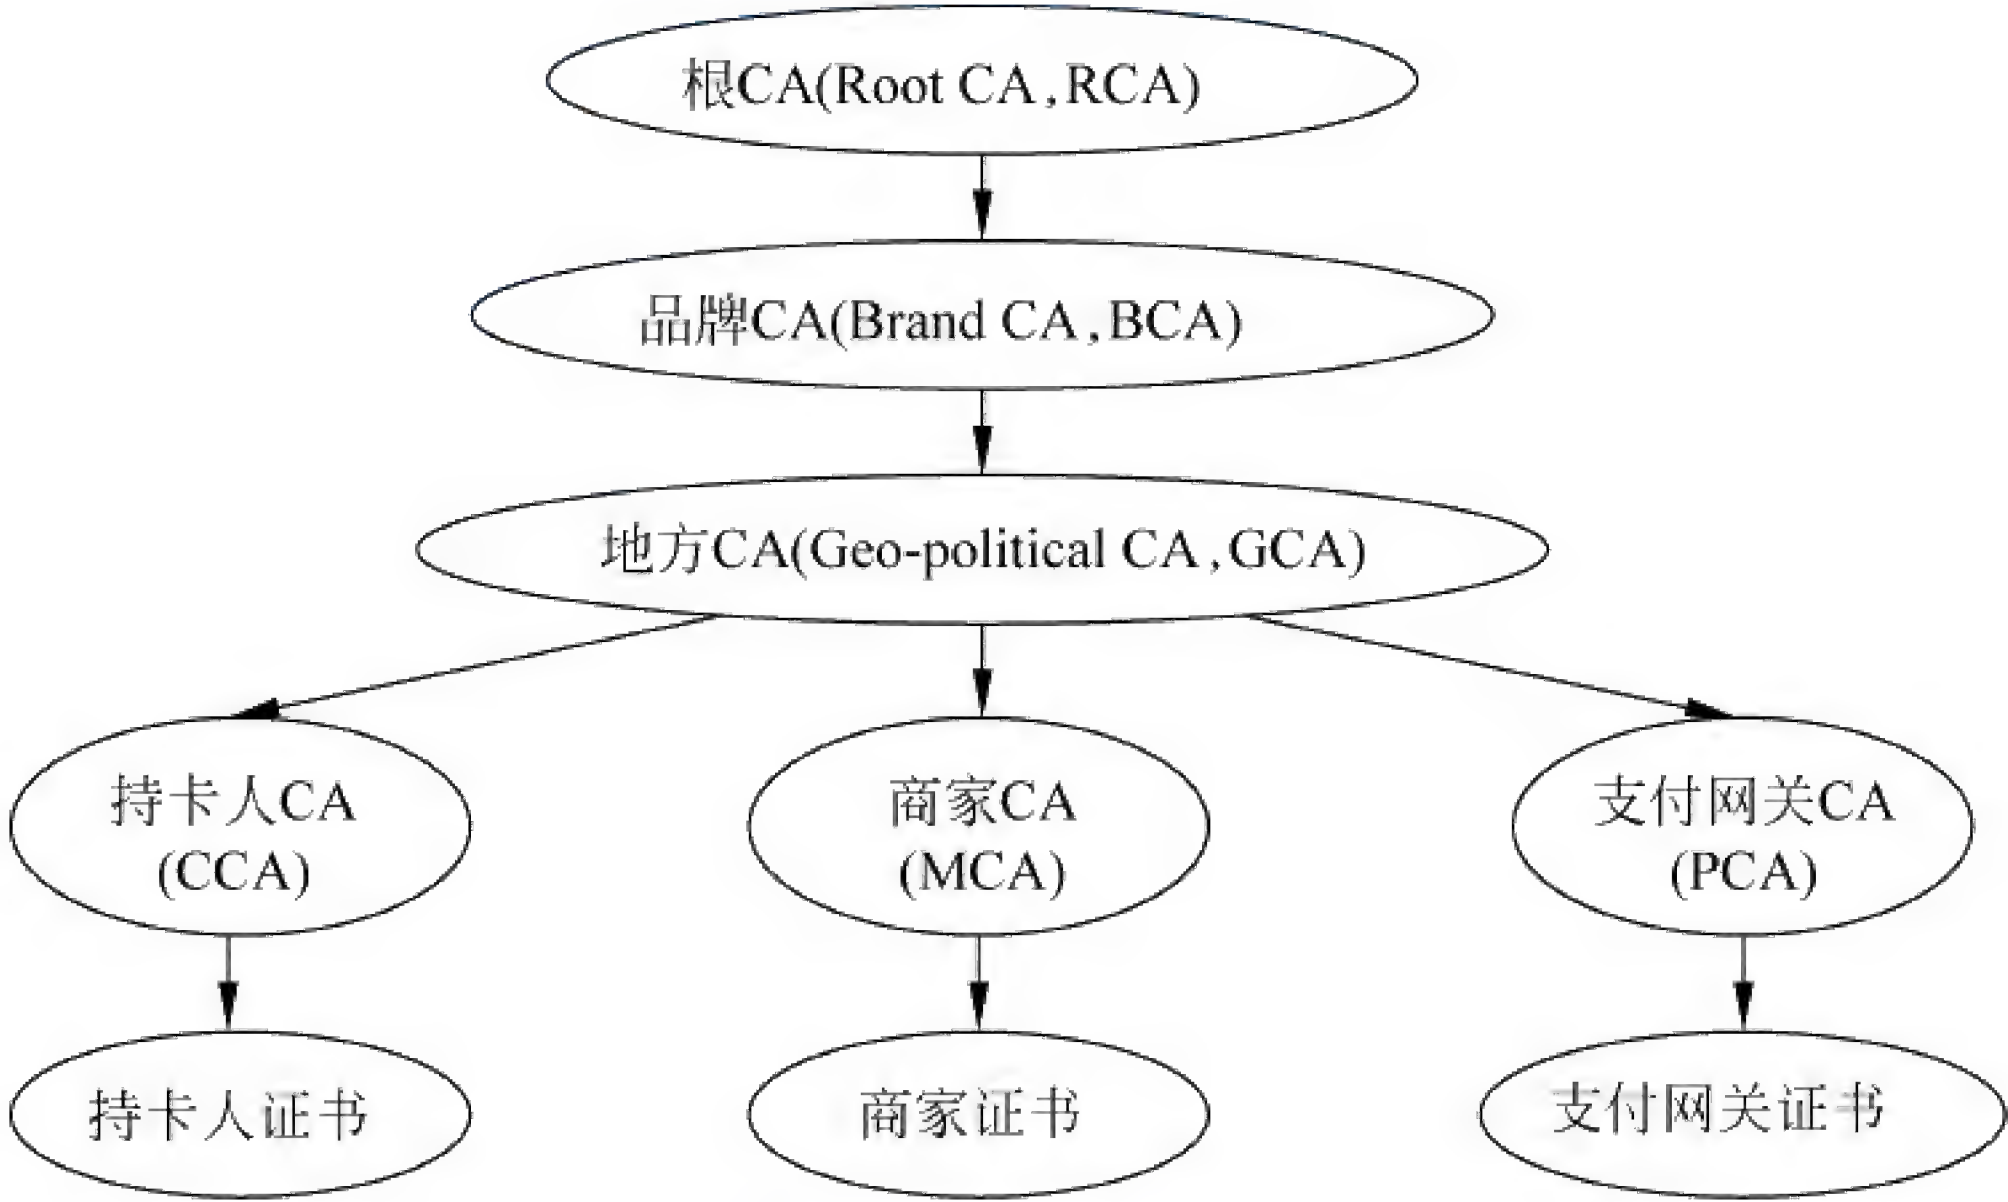 根CA(Root CA,RCA)
品牌CA(Brand CA,BCA)
地方CA(Geo-political CA,GCA)
持卡人CA
(CCA)
商家CA
(MCA)
支付网关CA
(PCA)
持卡人证书
商家证书
支付网关证书